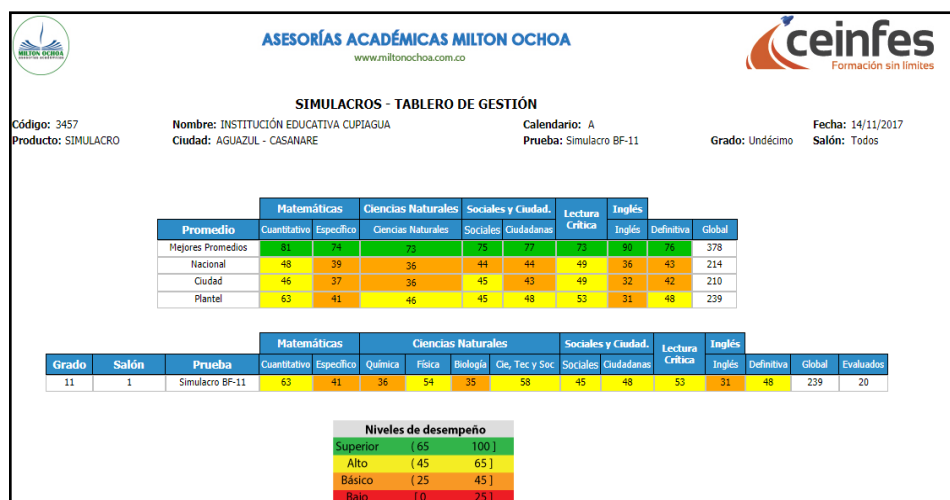 MILTON OCHOA
ASESORÍAS ACADÉMICAS MILTON OCHOA
www.miltonochoa.com.co
ceinfes
Formación sin limites
SIMULACROS - TABLERO DE GESTIÓN
Código: 3457 Nombre: INSTITUCIÓN EDUCATIVA CUPIAGUA Calendario: A Fecha: 14/11/2017
Producto: SIMULACRO Ciudad: AGUAZUL - CASANARE Prueba: Simulacro BF-11 Grado: Undécimo Salón: Todos
Matemáticas Ciencias Naturales Sociales y Ciudad. Lectura Crítica Inglés
Promedio Cuantitativo Específico Ciencias Naturales Sociales Ciudadanas Inglés Definitiva Global
Mejores Promedios 81 74 73 75 77 73 90 76 378
Nacional 48 39 36 44 44 49 36 43 214
Ciudad 46 37 36 45 43 49 32 42 210
Plantel 63 41 46 45 48 53 31 48 239
Matemáticas Ciencias Naturales Sociales y Ciudad. Lectura Crítica Inglés
Grado Salón Prueba Cuantitativo Específico Química Física Biología Cie, Tec y Soc Sociales Ciudadanas Inglés Definitiva Global Evaluados
11 1 Simulacro BF-11 63 41 36 54 35 58 45 48 53 31 48 239 20
Niveles de desempeño
Superior ( 65 100 ]
Alto ( 45 65 ]
Básico ( 25 45 ]
Bajo [ 0 25 ]